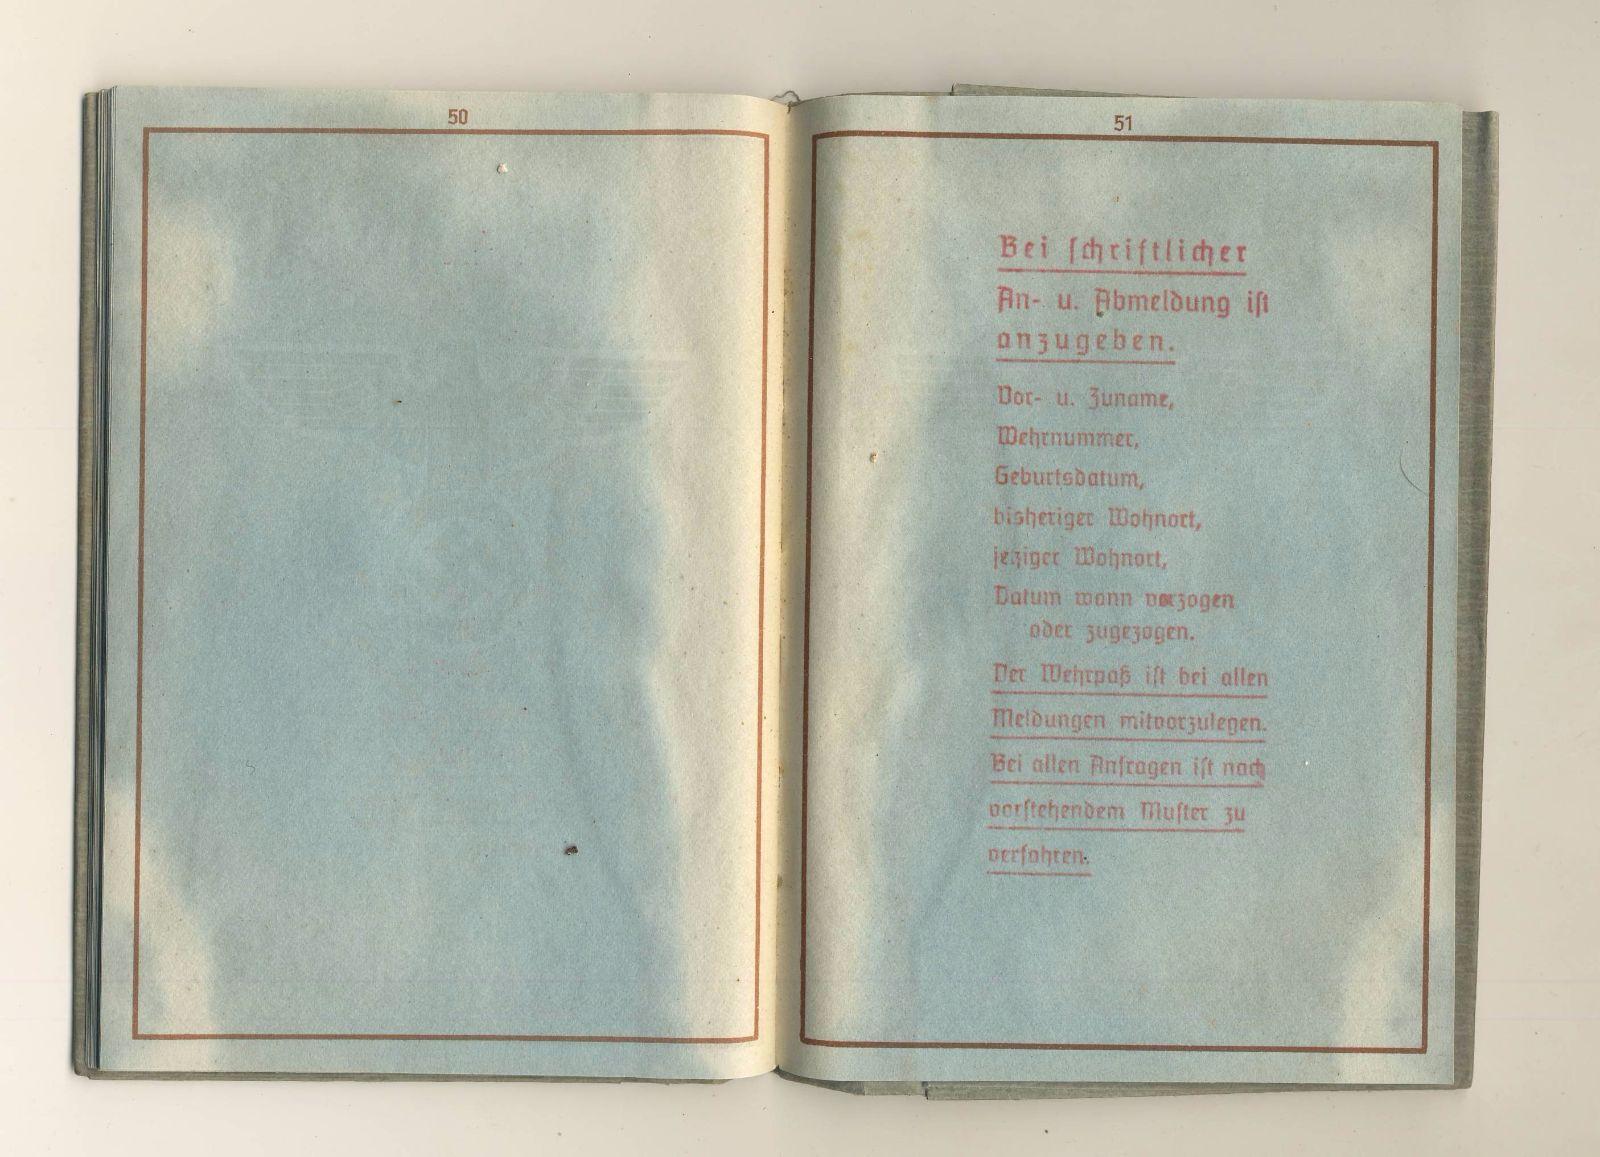 50
51
Bei schriftlicher
An- u. Abmeldung ist
anzugeben.
Vor- u. Zuname,
Wehrnummer,
Geburtsdatum,
bisheriger Wohnort,
jeziger Wohnort,
Datum wann verzogen
oder zugezogen.
Der Wehrpaß ist bei allen
Meldungen mitvorzulegen.
Bei allen Anfragen ist nach
vorstehendem Muster zu
verfahren.